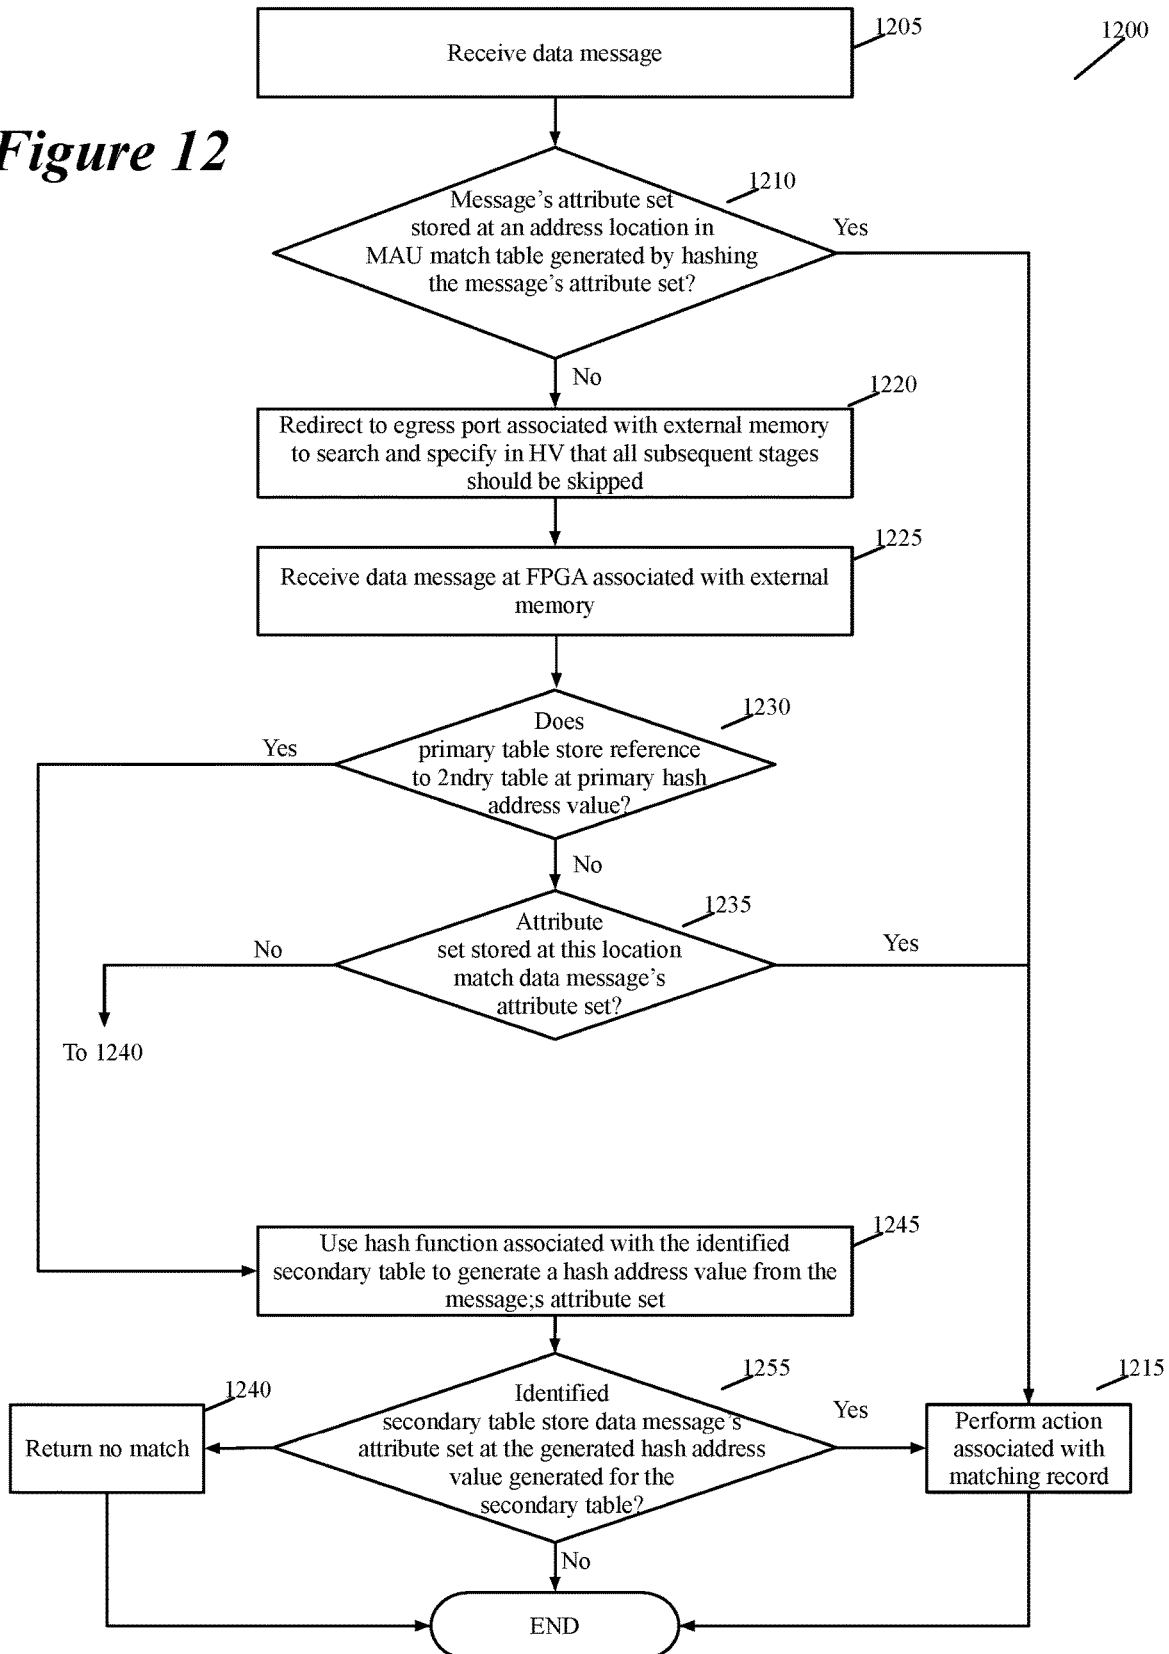 1205
1200
Receive data message
Figure 12
1210
Message's attribute set
stored at an address location in
MAU match table generated by hashing
the message's attribute set?
Yes
No
1220
Redirect to egress port associated with external memory
to search and specify in HV that all subsequent stages
should be skipped
1225
Receive data message at FPGA associated with external
memory
1230
Does
primary table store reference
to 2ndry table at primary hash
address value?
Yes
No
1235
Attribute
set stored at this location
match data message's
attribute set?
No
Yes
To 1240
1245
Use hash function associated with the identified
secondary table to generate a hash address value from the
message;s attribute set
1255
1215
1240
Identified
secondary table store data message's
attribute set at the generated hash address
value generated for the
secondary table?
Yes
Return no match
Perform action
associated with
matching record
No
END